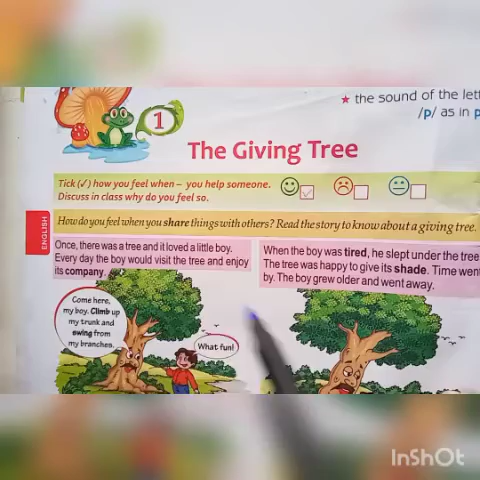 ★ the sound of the lett
/p/ as in p
1
The Giving Tree
Tick (✓) how you feel when – you help someone.
Discuss in class why do you feel so.
ENGLISH
How do you feel when you share things with others? Read the story to know about a giving tree.
Once, there was a tree and it loved a little boy.
Every day the boy would visit the tree and enjoy
its company.
When the boy was tired, he slept under the tree
The tree was happy to give its shade. Time went
by. The boy grew older and went away.
Come here,
my boy. Climb up
my trunk and
swing from
my branches.
What fun!
InShOt